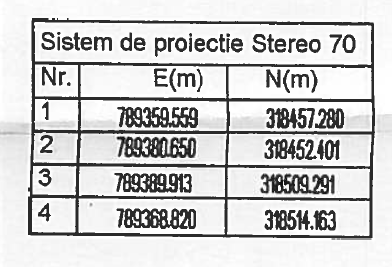 Sistem de proiectie Stereo 70
Nr. E(m) N(m)
1 789359.559 318457.280
2 789380.650 318452.401
3 789389.913 318509.291
4 789368.820 318514.163